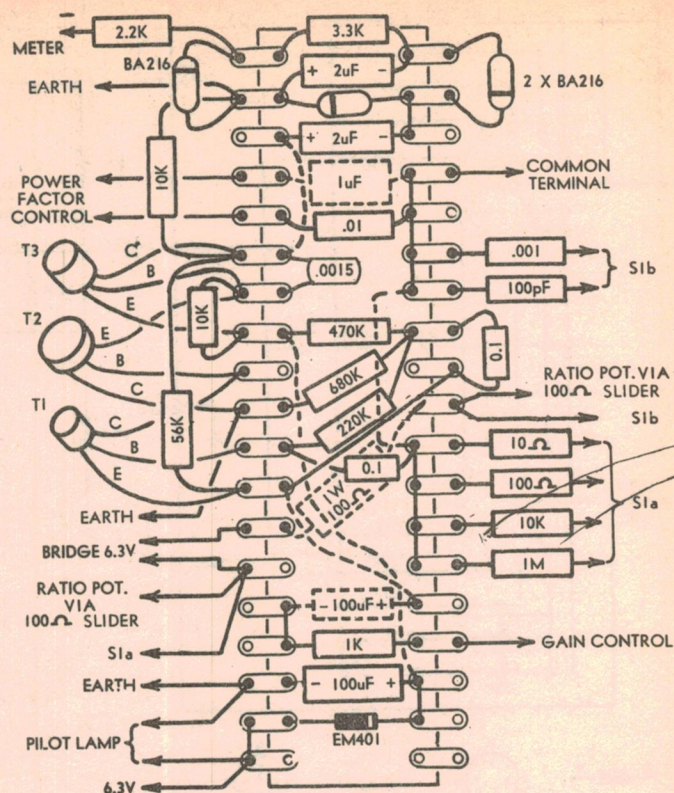 2.2K
3.3K
METER
BA216
EARTH
+ 2uF -
2 X BA216
+ 2uF -
10K
1uF
COMMON
TERMINAL
POWER
FACTOR
CONTROL
.01
T3
C
B
E
.0015
.001
100pF
S1b
10K
T2
E
B
C
470K
0.1
680K
RATIO POT. VIA
100Ω SLIDER
S1b
220K
T1
C
B
E
56K
0.1
1W
100Ω
10Ω
100Ω
10K
1M
S1a
EARTH
BRIDGE 6.3V
RATIO POT.
VIA
100Ω SLIDER
- 100uF +
S1a
1K
GAIN CONTROL
EARTH
- 100uF +
PILOT LAMP
EM401
6.3V